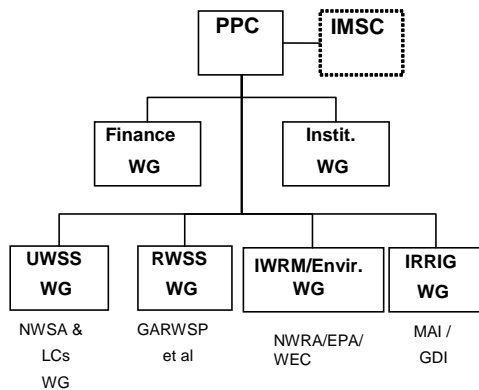 PPC
IMSC
Finance
WG
Instit.
WG
UWSS
WG
RWSS
WG
IWRM/Envir.
WG
IRRIG
WG
NWSA &
LCs
WG
GARWSP
et al
NWRA/EPA/
WEC
MAI /
GDI